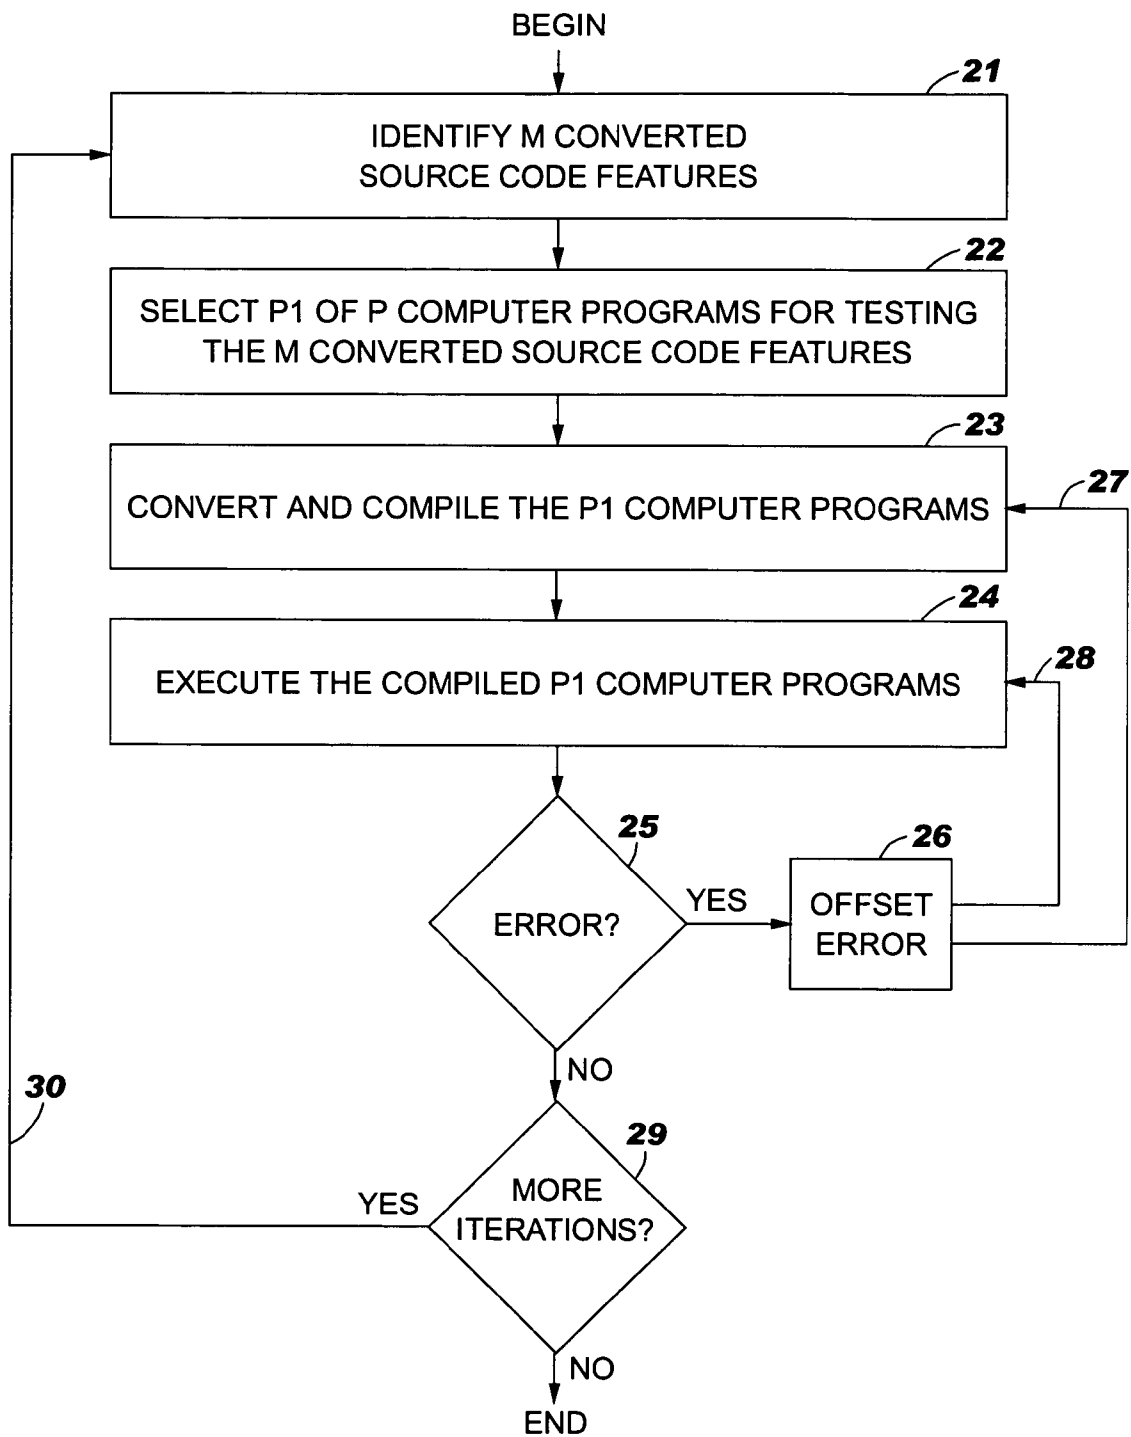 BEGIN
21
IDENTIFY M CONVERTED
SOURCE CODE FEATURES
22
SELECT P1 OF P COMPUTER PROGRAMS FOR TESTING
THE M CONVERTED SOURCE CODE FEATURES
23
CONVERT AND COMPILE THE P1 COMPUTER PROGRAMS
27
24
EXECUTE THE COMPILED P1 COMPUTER PROGRAMS
28
25
ERROR?
YES
26
OFFSET
ERROR
NO
30
29
MORE
ITERATIONS?
YES
NO
END